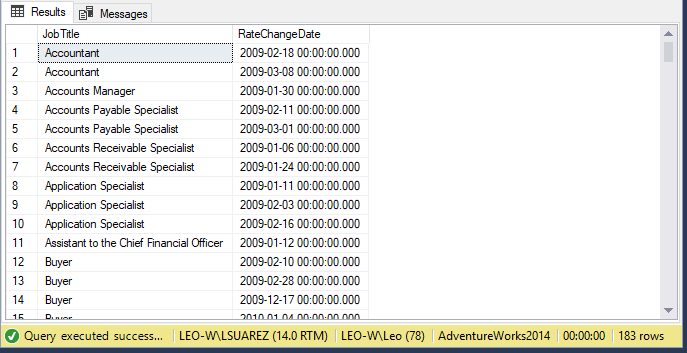 Results Messages
JobTitle RateChangeDate
1 Accountant 2009-02-18 00:00:00.000
2 Accountant 2009-03-08 00:00:00.000
3 Accounts Manager 2009-01-30 00:00:00.000
4 Accounts Payable Specialist 2009-02-11 00:00:00.000
5 Accounts Payable Specialist 2009-03-01 00:00:00.000
6 Accounts Receivable Specialist 2009-01-06 00:00:00.000
7 Accounts Receivable Specialist 2009-01-24 00:00:00.000
8 Application Specialist 2009-01-11 00:00:00.000
9 Application Specialist 2009-02-03 00:00:00.000
10 Application Specialist 2009-02-16 00:00:00.000
11 Assistant to the Chief Financial Officer 2009-01-12 00:00:00.000
12 Buyer 2009-02-10 00:00:00.000
13 Buyer 2009-02-28 00:00:00.000
14 Buyer 2009-12-17 00:00:00.000
15 Buyer 2010-01-04 00:00:00.000
Query executed success... LEO-W\LSUAREZ (14.0 RTM) LEO-W\Leo (78) AdventureWorks2014 00:00:00 183 rows